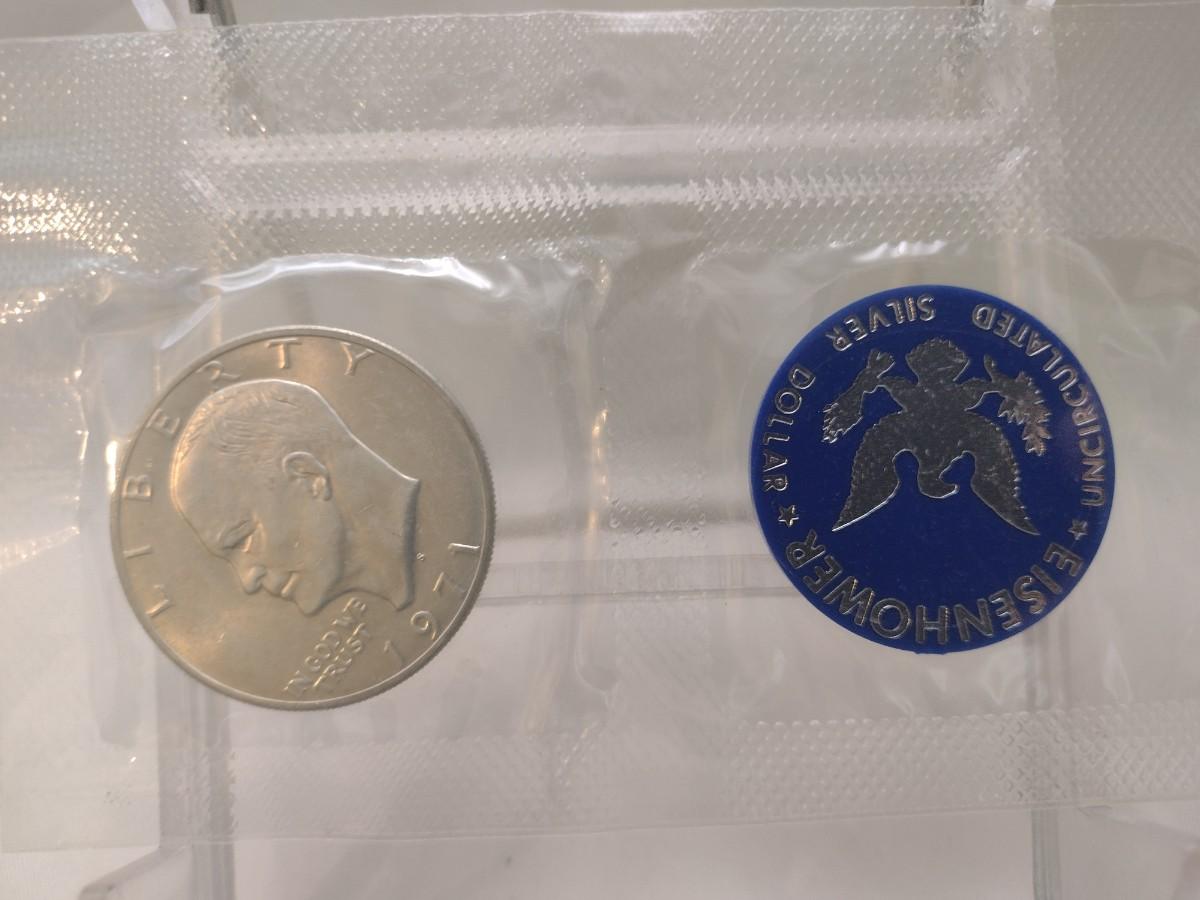 LIBERTY
IN GOD WE
TRUST
S
1971
EISENHOWER
★ UNCIRCULATED SILVER DOLLAR ★